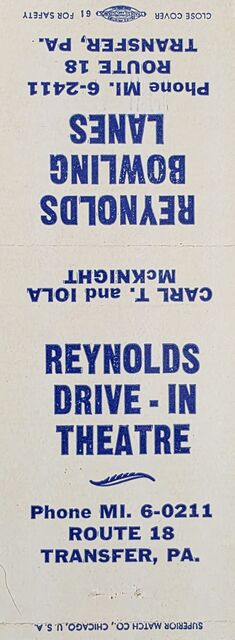 CLOSE COVER 61 FOR SAFETY
REYNOLDS
BOWLING
LANES
Phone MI. 6-2411
ROUTE 18
TRANSFER, PA.
CARL T. and IOLA
McKNIGHT
REYNOLDS
DRIVE - IN
THEATRE
Phone MI. 6-0211
ROUTE 18
TRANSFER, PA.
SUPERIOR MATCH CO., CHICAGO, U. S. A.